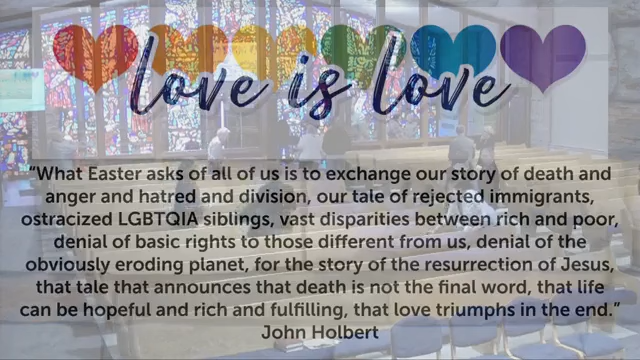 love is love
“What Easter asks of all of us is to exchange our story of death and
anger and hatred and division, our tale of rejected immigrants,
ostracized LGBTQIA siblings, vast disparities between rich and poor,
denial of basic rights to those different from us, denial of the
obviously eroding planet, for the story of the resurrection of Jesus,
that tale that announces that death is not the final word, that life
can be hopeful and rich and fulfilling, that love triumphs in the end.”
John Holbert